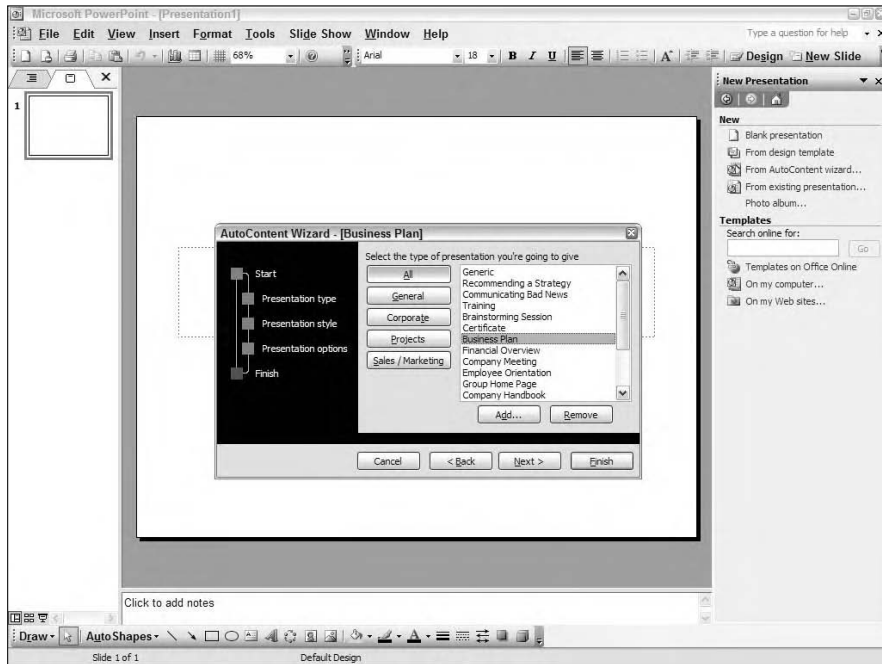 Microsoft PowerPoint - [Presentation1]
File Edit View Insert Format Tools Slide Show Window Help
Type a question for help
68%
Arial
18
B I U
A
Design
New Slide
1
New Presentation
New
Blank presentation
From design template
From AutoContent wizard...
From existing presentation...
Photo album...
Templates
Search online for:
Go
Templates on Office Online
On my computer...
On my Web sites...
AutoContent Wizard - [Business Plan]
Start
Presentation type
Presentation style
Presentation options
Finish
Select the type of presentation you're going to give
All
General
Corporate
Projects
Sales / Marketing
Generic
Recommending a Strategy
Communicating Bad News
Training
Brainstorming Session
Certificate
Business Plan
Financial Overview
Company Meeting
Employee Orientation
Group Home Page
Company Handbook
Add...
Remove
Cancel
< Back
Next >
Finish
Click to add notes
Draw
AutoShapes
A
Slide 1 of 1
Default Design